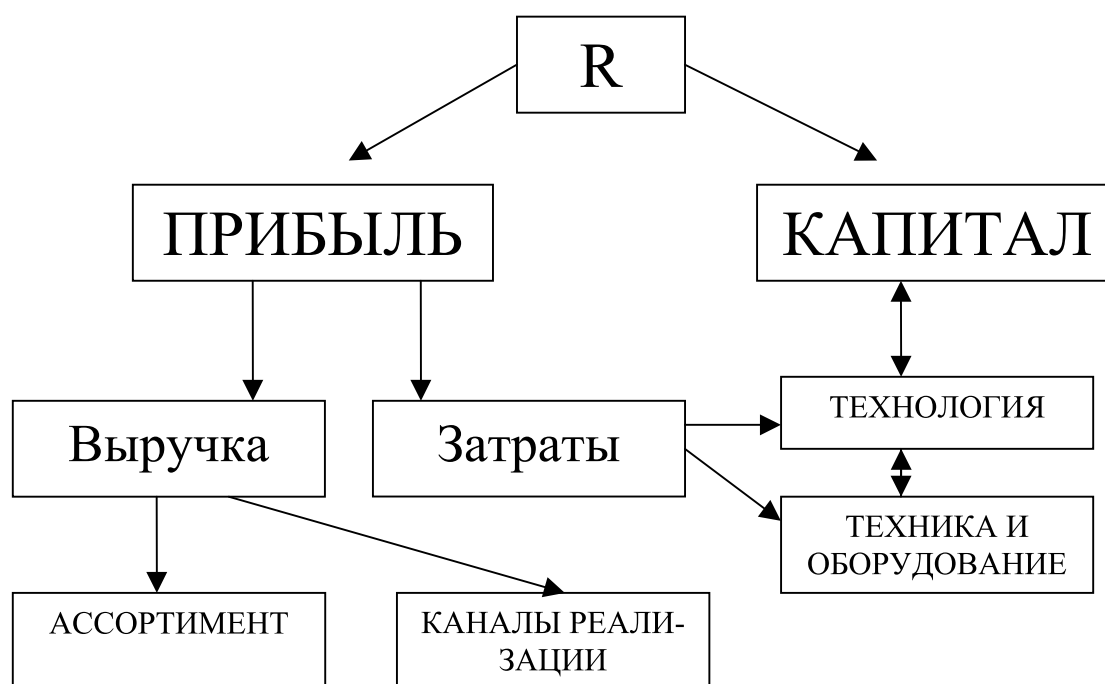 R
ПРИБЫЛЬ
КАПИТАЛ
ТЕХНОЛОГИЯ
Выручка
Затраты
ТЕХНИКА И
ОБОРУДОВАНИЕ
АССОРТИМЕНТ
КАНАЛЫ РЕАЛИ-
ЗАЦИИ